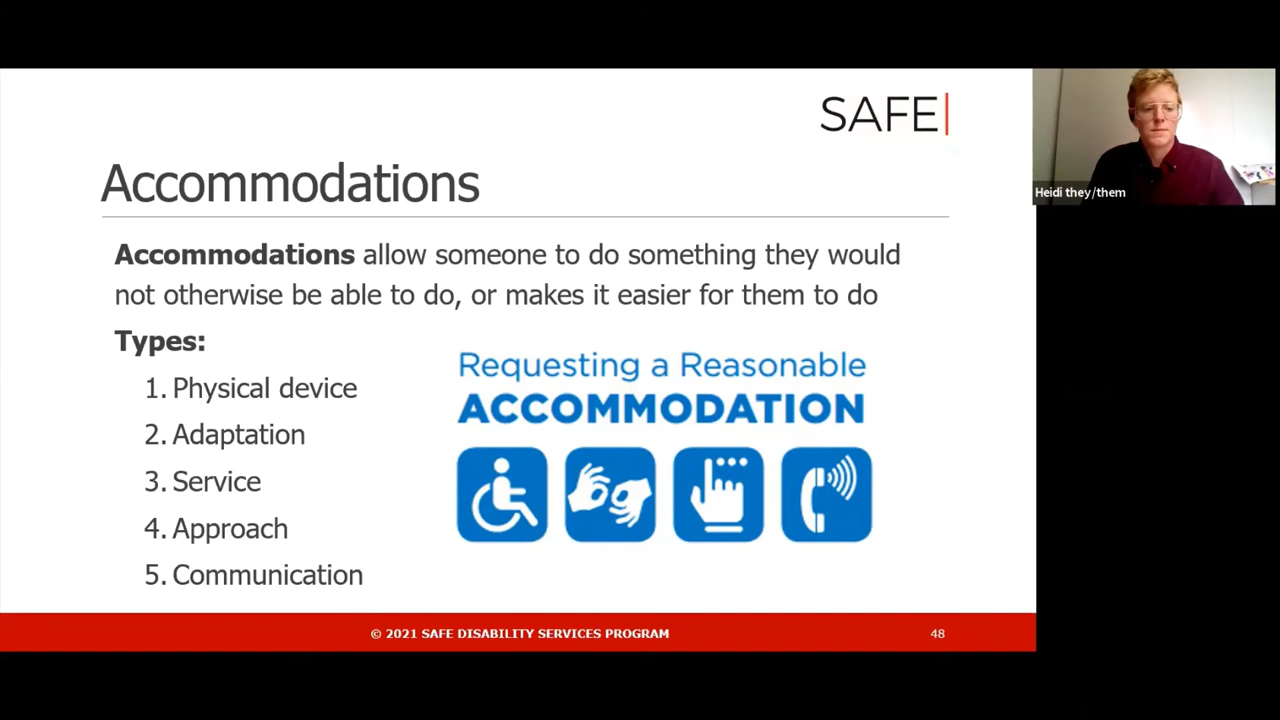 SAFE|
Accommodations
Accommodations allow someone to do something they would
not otherwise be able to do, or makes it easier for them to do
Types:
1. Physical device
2. Adaptation
3. Service
4. Approach
5. Communication
Requesting a Reasonable
ACCOMMODATION
© 2021 SAFE DISABILITY SERVICES PROGRAM
48
Heidi they/them